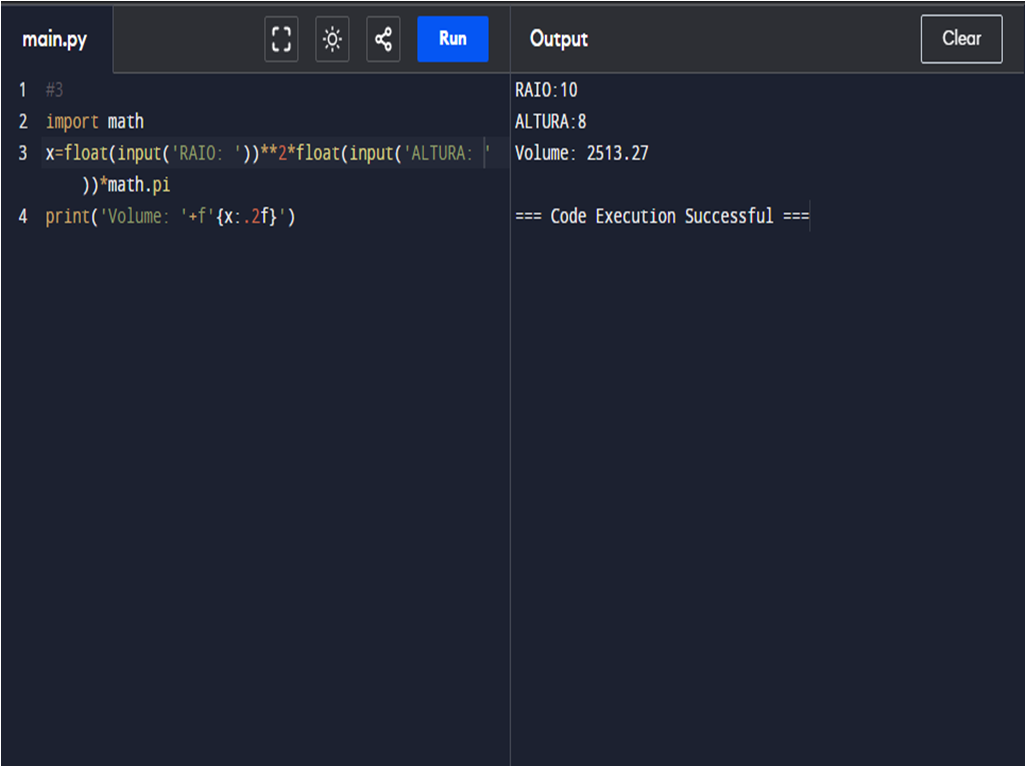 main.py
Run
Output
Clear
1 #3
2 import math
3 x=float(input('RAIO: '))**2*float(input('ALTURA: '
))*math.pi
4 print('Volume: '+f'{x:.2f}')
RAIO:10
ALTURA:8
Volume: 2513.27
=== Code Execution Successful ===